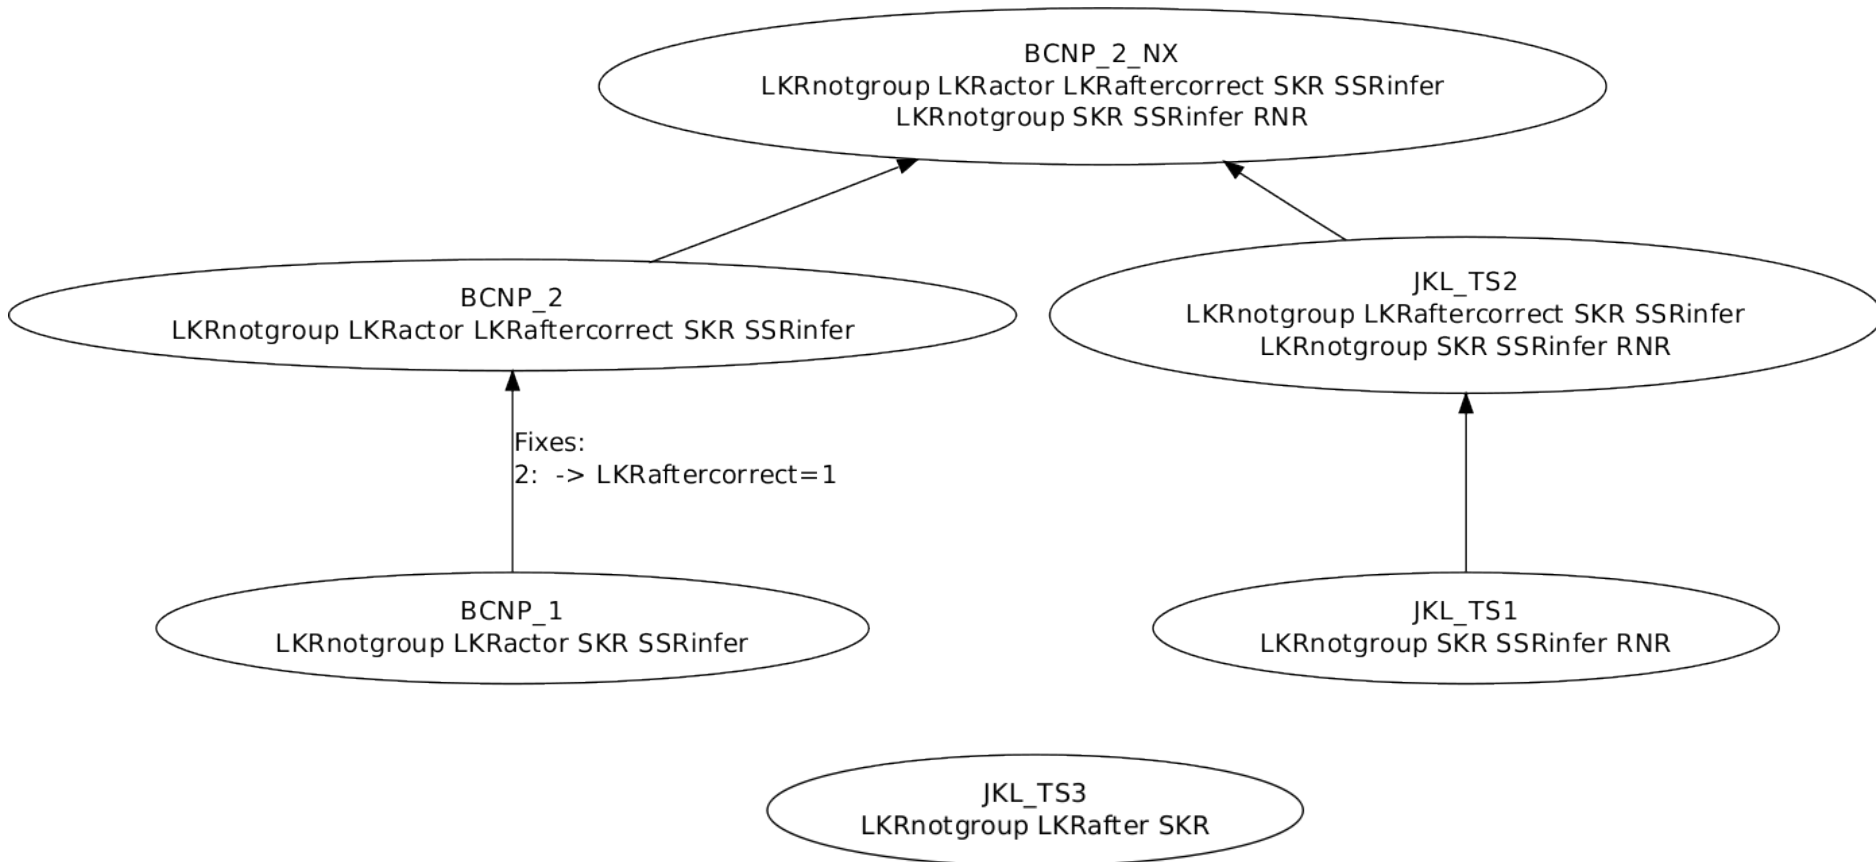 BCNP_2_NX
LKRnotgroup LKRactor LKRaftercorrect SKR SSRinfer
LKRnotgroup SKR SSRinfer RNR
BCNP_2
LKRnotgroup LKRactor LKRaftercorrect SKR SSRinfer
JKL_TS2
LKRnotgroup LKRaftercorrect SKR SSRinfer
LKRnotgroup SKR SSRinfer RNR
Fixes:
2:  -> LKRaftercorrect=1
BCNP_1
LKRnotgroup LKRactor SKR SSRinfer
JKL_TS1
LKRnotgroup SKR SSRinfer RNR
JKL_TS3
LKRnotgroup LKRafter SKR